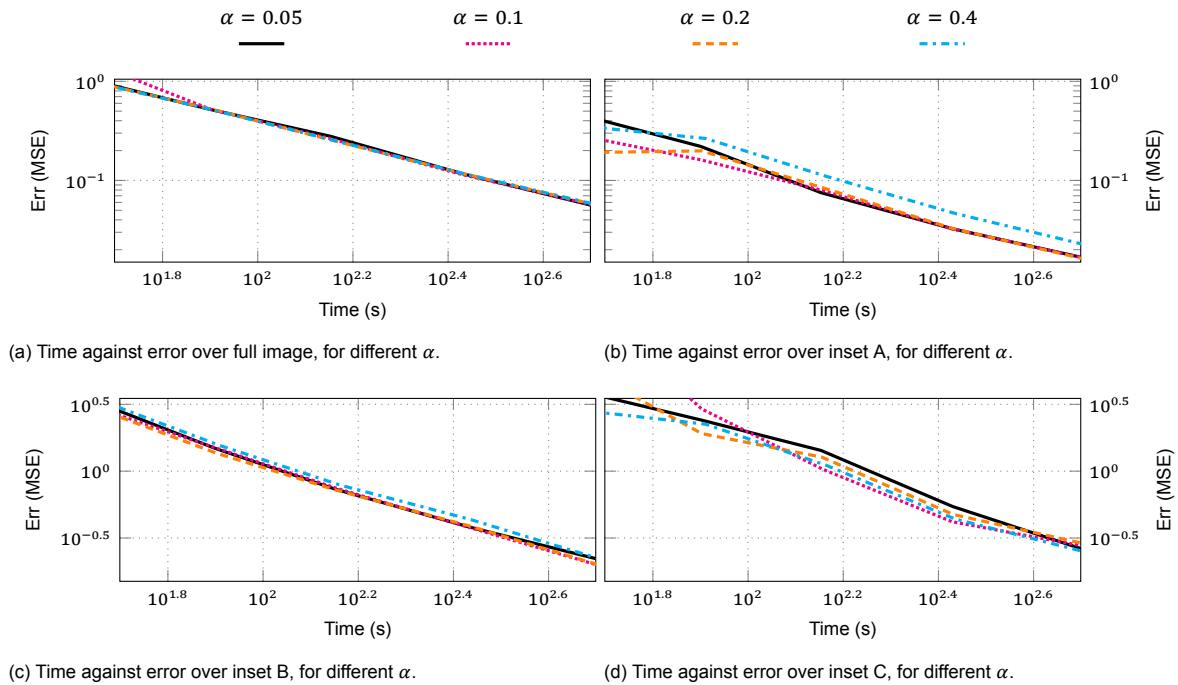 α = 0.05 α = 0.1 α = 0.2 α = 0.4
10^0
10^−1
Err (MSE)
10^1.8 10^2 10^2.2 10^2.4 10^2.6
Time (s)
10^0
10^−1
Err (MSE)
10^1.8 10^2 10^2.2 10^2.4 10^2.6
Time (s)
(a) Time against error over full image, for different α.
(b) Time against error over inset A, for different α.
10^0.5
10^0
10^−0.5
Err (MSE)
10^1.8 10^2 10^2.2 10^2.4 10^2.6
Time (s)
10^0.5
10^0
10^−0.5
Err (MSE)
10^1.8 10^2 10^2.2 10^2.4 10^2.6
Time (s)
(c) Time against error over inset B, for different α.
(d) Time against error over inset C, for different α.